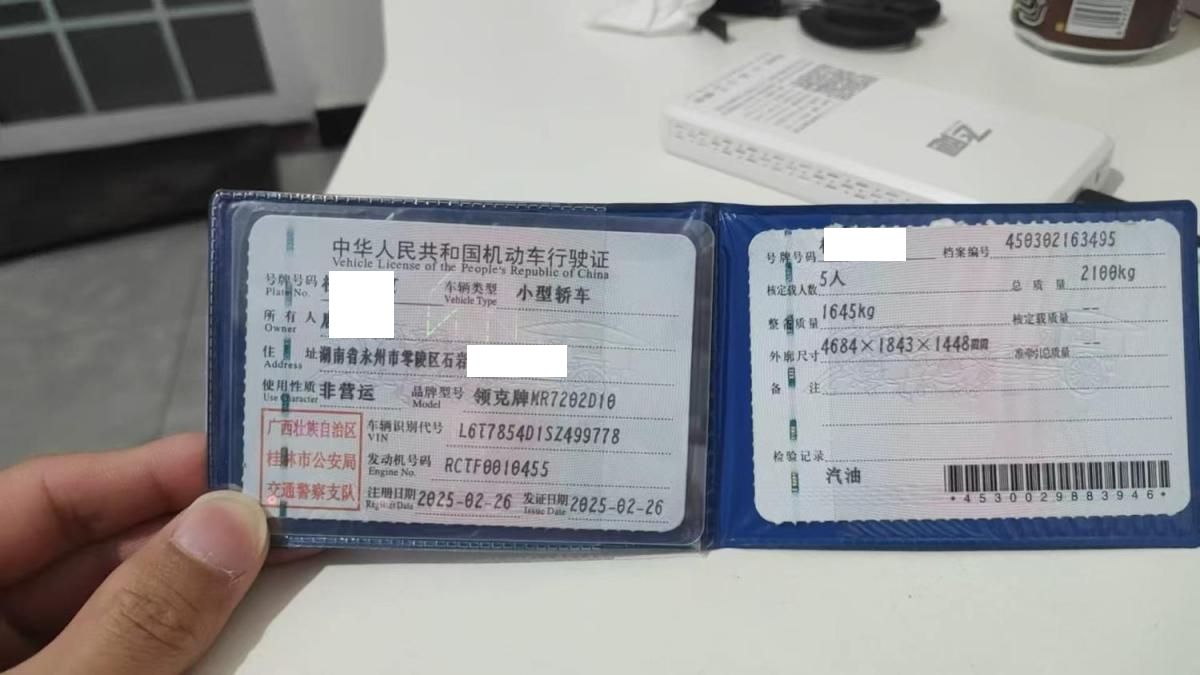 中华人民共和国机动车行驶证
Vehicle License of the People's Republic of China
号牌号码 车辆类型 小型轿车
Plate No. Vehicle Type
所有人
Owner
住址 湖南省永州市零陵区石岩
Address
使用性质 非营运 品牌型号 领克牌MR7202D10
Use Character Model
广西壮族自治区
桂林市公安局
交通警察支队
车辆识别代号 L6T7854D1SZ499778
VIN
发动机号码 RCTF0010455
Engine No.
注册日期 2025-02-26 发证日期 2025-02-26
Register Date Issue Date
号牌号码 档案编号 450302163495
核定载人数 5人 总质量 2100kg
整备质量 1645kg 核定载质量 --
外廓尺寸 4684×1843×1448mm 准牵引总质量 --
备注
检验记录
汽油
*4530029883946*